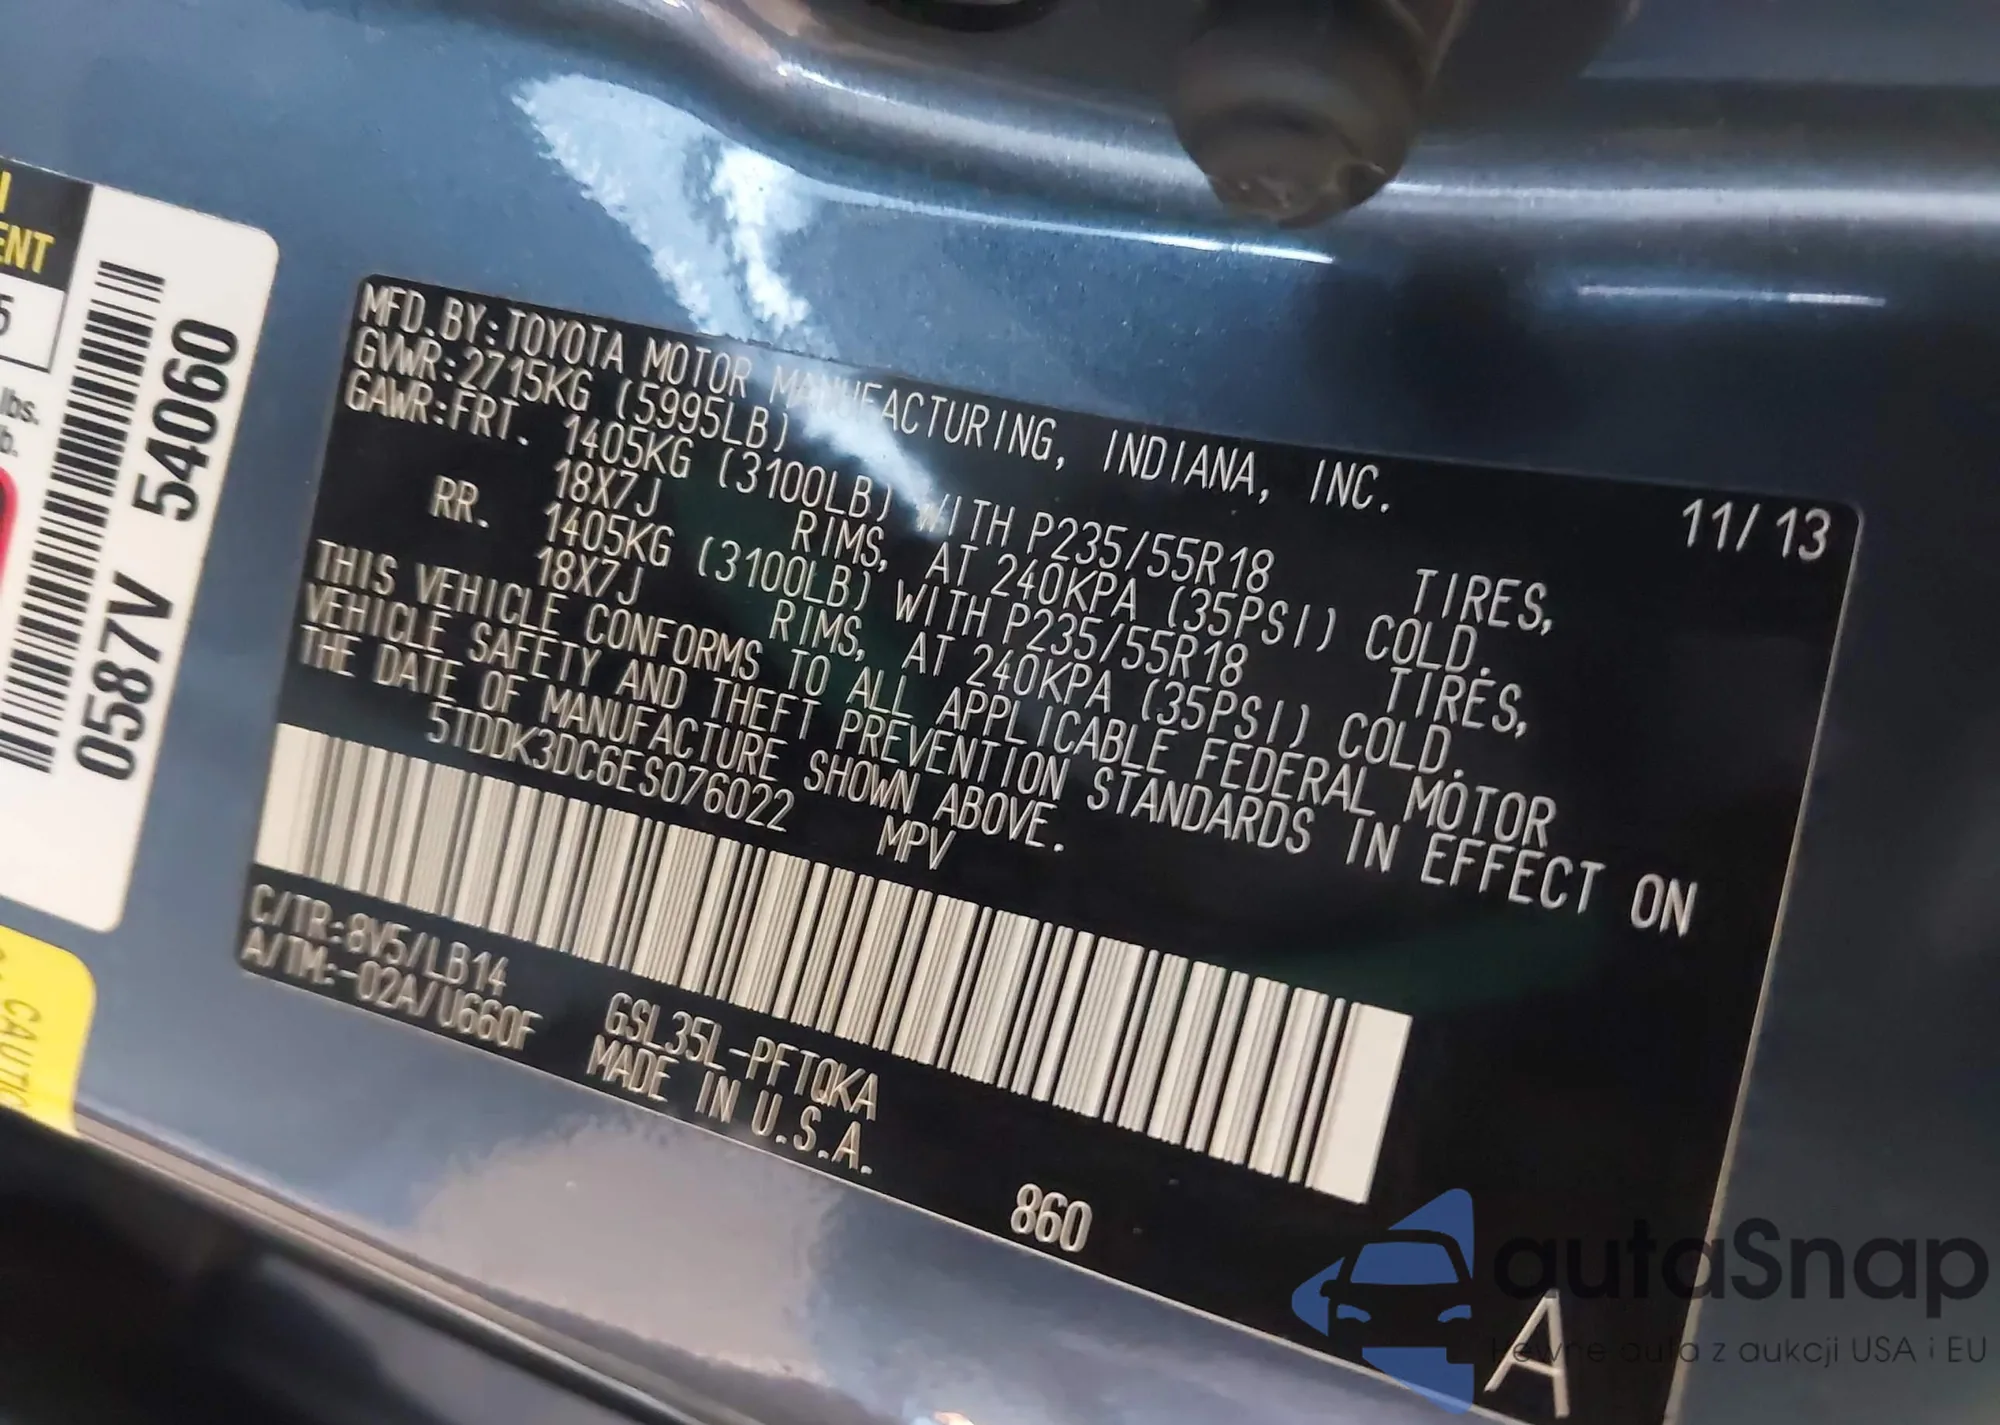 ENT
5
lbs.
b.
0587V 54060
CAUTIO
MFD.BY:TOYOTA MOTOR MANUFACTURING, INDIANA, INC. 11/13
GVWR:2715KG (5995LB)
GAWR:FRT. 1405KG (3100LB) WITH P235/55R18 TIRES,
18X7J RIMS, AT 240KPA (35PSI) COLD.
RR. 1405KG (3100LB) WITH P235/55R18 TIRES,
18X7J RIMS, AT 240KPA (35PSI) COLD.
THIS VEHICLE CONFORMS TO ALL APPLICABLE FEDERAL MOTOR
VEHICLE SAFETY AND THEFT PREVENTION STANDARDS IN EFFECT ON
THE DATE OF MANUFACTURE SHOWN ABOVE.
5TDDK3DC6ES076022 MPV
C/TR:8V5/LB14 GSL35L-PFTQKA
A/TM:-02A/U660F MADE IN U.S.A.
860
A
autaSnap
Pewne auta z aukcji USA i EU